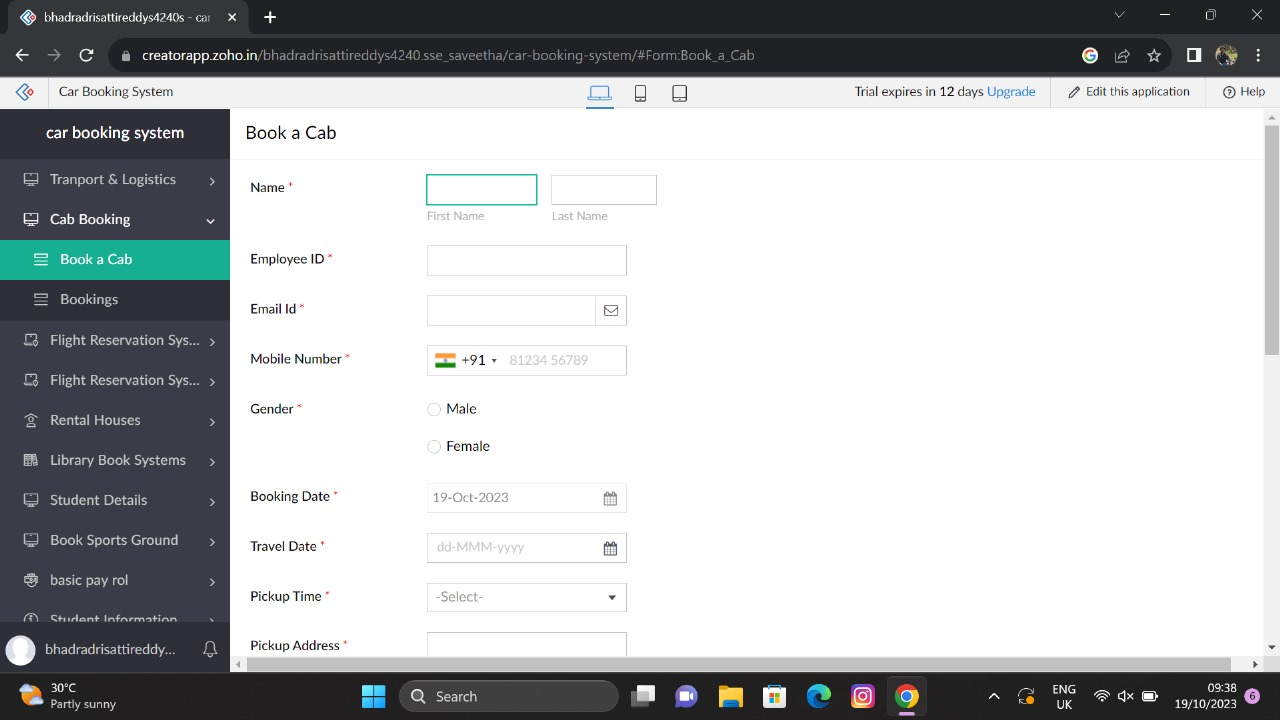 bhadradrisattireddys4240s - car
creatorapp.zoho.in/bhadradrisattireddys4240.sse_saveetha/car-booking-system/#Form:Book_a_Cab
Car Booking System
Trial expires in 12 days Upgrade
Edit this application
Help
car booking system
Tranport & Logistics
Cab Booking
Book a Cab
Bookings
Flight Reservation Sys...
Flight Reservation Sys...
Rental Houses
Library Book Systems
Student Details
Book Sports Ground
basic pay rol
Student Information
bhadradrisattireddy...
Book a Cab
Name *
First Name
Last Name
Employee ID *
Email Id *
Mobile Number *
+91
81234 56789
Gender *
Male
Female
Booking Date *
19-Oct-2023
Travel Date *
dd-MMM-yyyy
Pickup Time *
-Select-
Pickup Address *
30°C
Partly sunny
Search
ENG
UK
09:38
19/10/2023
6